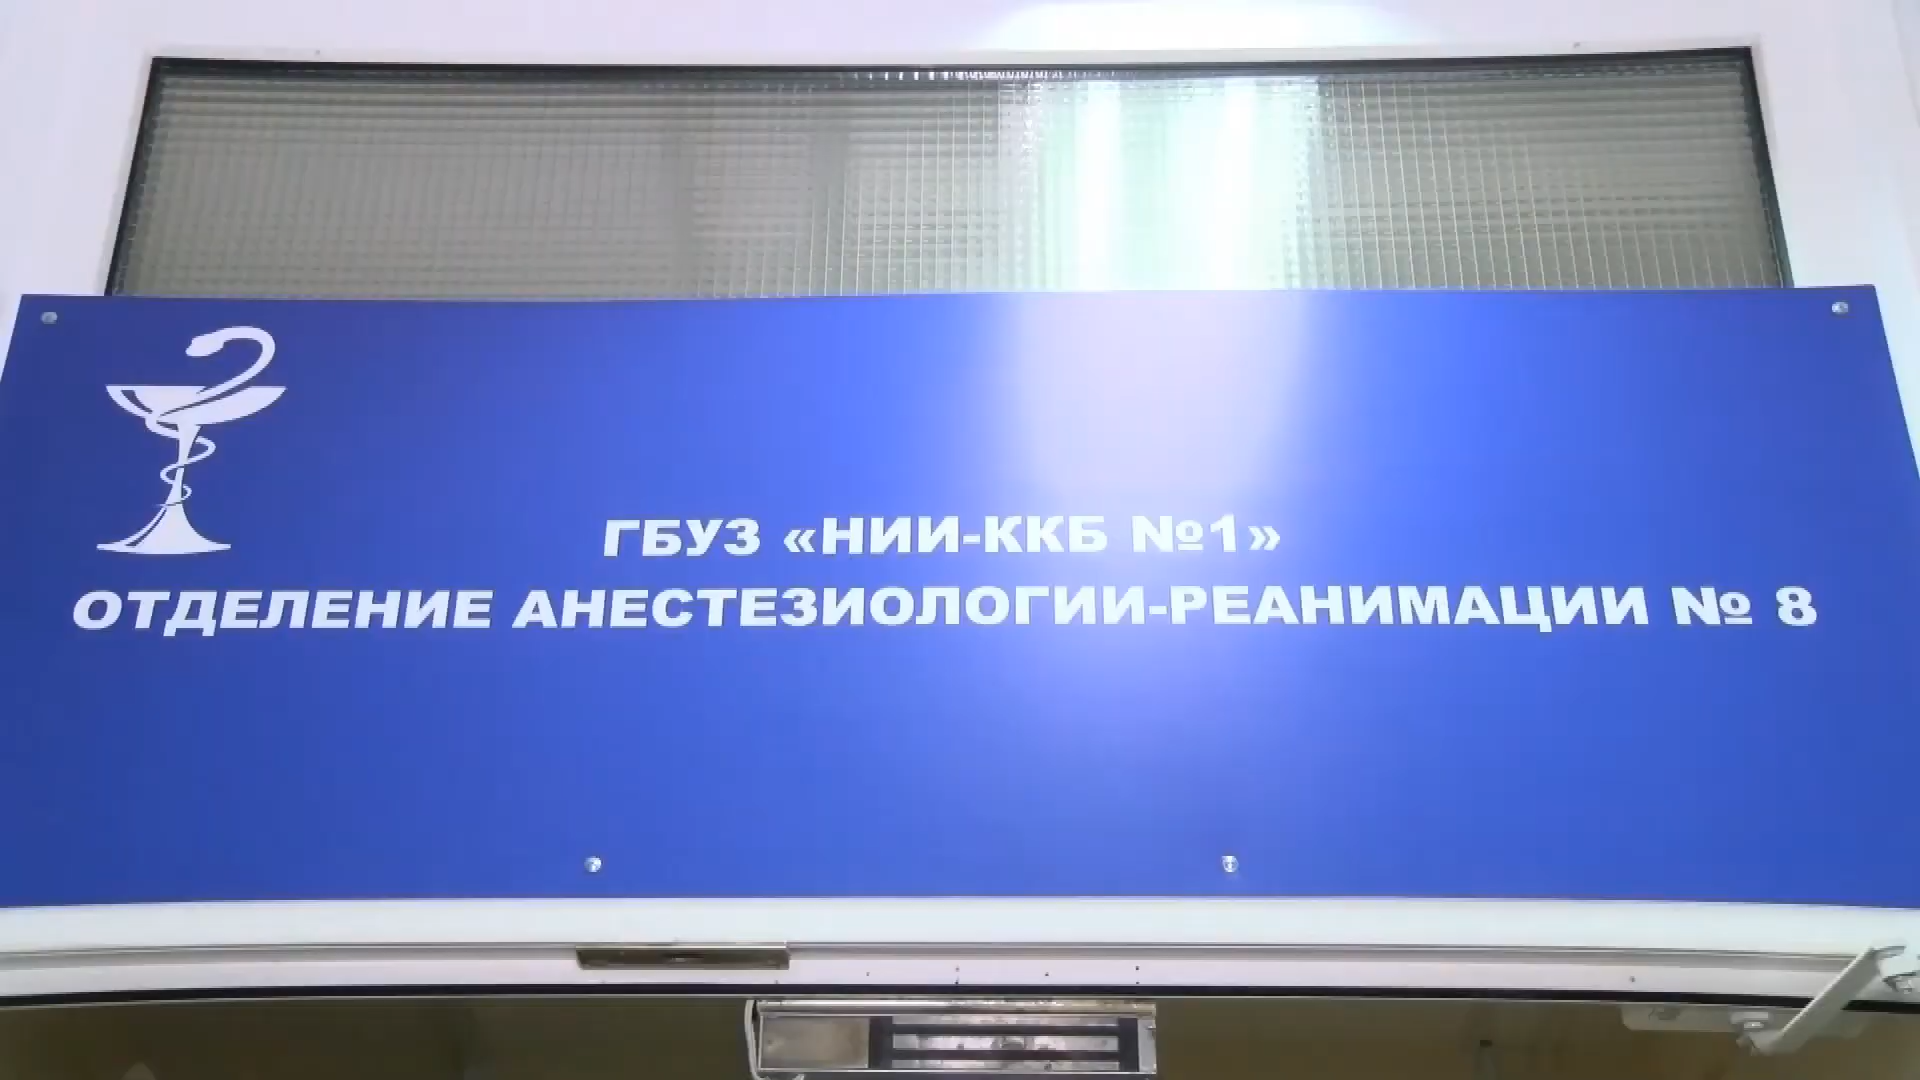 ГБУЗ «НИИ-ККБ №1»
ОТДЕЛЕНИЕ АНЕСТЕЗИОЛОГИИ-РЕАНИМАЦИИ № 8